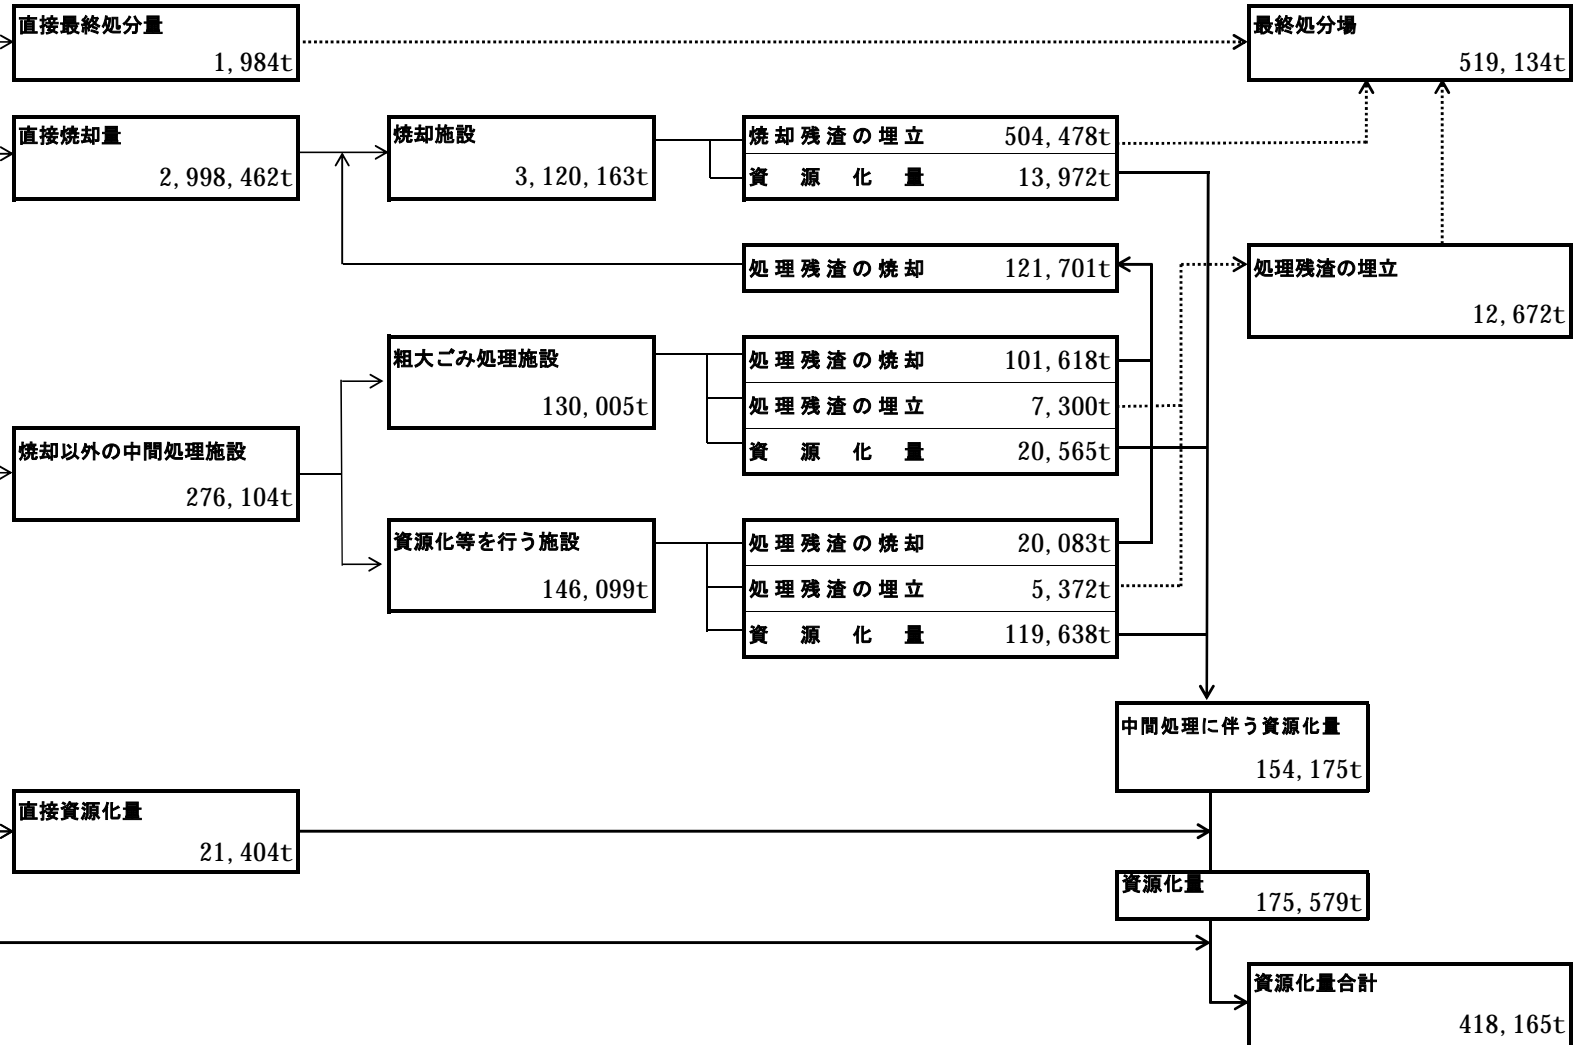 直接最終処分量
1,984t
最終処分場
519,134t
直接焼却量
2,998,462t
焼却施設
3,120,163t
焼却残渣の埋立 504,478t
資源化量 13,972t
処理残渣の焼却 121,701t
処理残渣の埋立
12,672t
粗大ごみ処理施設
130,005t
処理残渣の焼却 101,618t
処理残渣の埋立 7,300t
資源化量 20,565t
焼却以外の中間処理施設
276,104t
資源化等を行う施設
146,099t
処理残渣の焼却 20,083t
処理残渣の埋立 5,372t
資源化量 119,638t
中間処理に伴う資源化量
154,175t
直接資源化量
21,404t
資源化量
175,579t
資源化量合計
418,165t